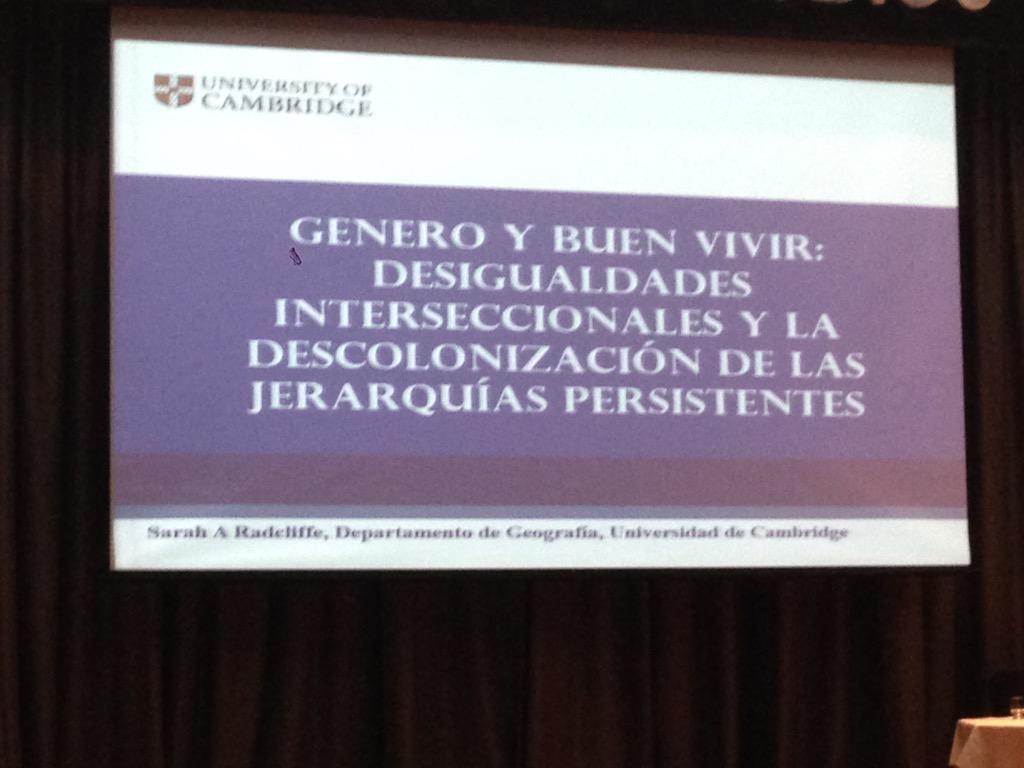 UNIVERSITY OF
CAMBRIDGE
GENERO Y BUEN VIVIR:
DESIGUALDADES
INTERSECCIONALES Y LA
DESCOLONIZACIÓN DE LAS
JERARQUÍAS PERSISTENTES
Sarah A Radcliffe, Departamento de Geografía, Universidad de Cambridge